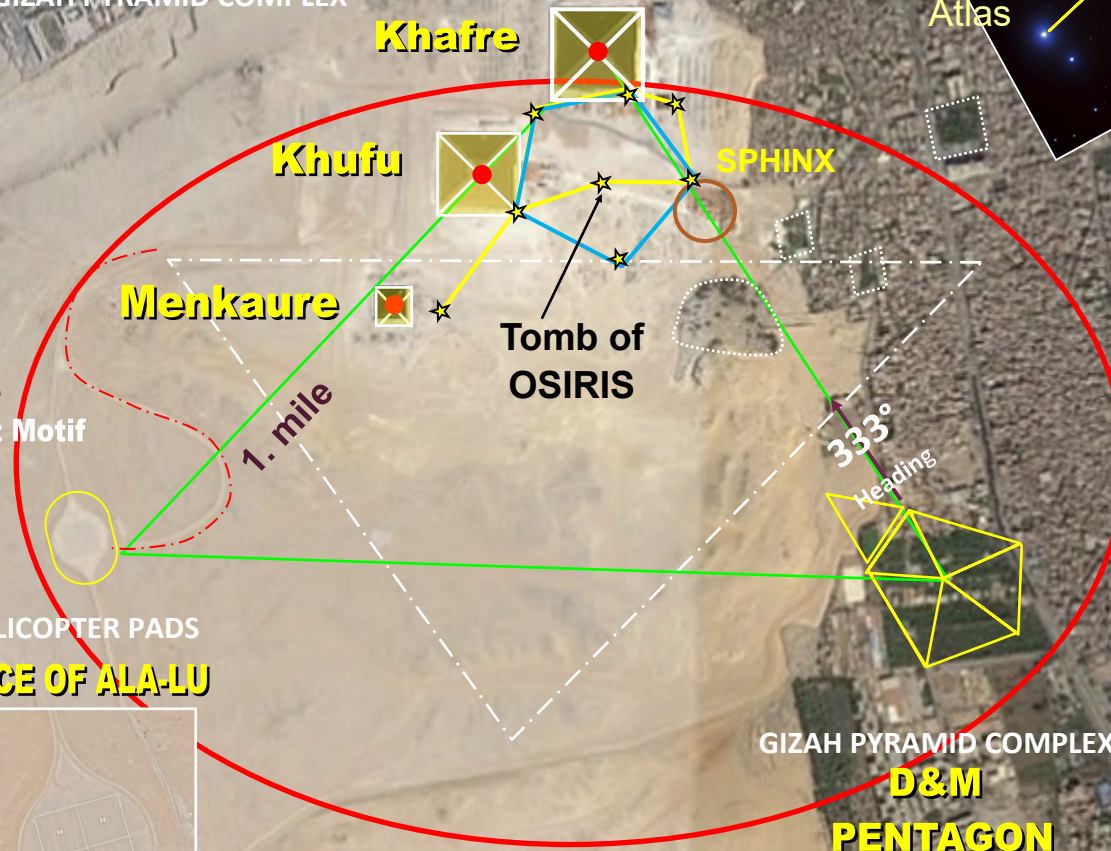 GIZAH PYRAMID COMPLEX
Atlas
Khafre
Khufu
SPHINX
Menkaure
Tomb of
OSIRIS
1. mile
Motif
333°
Heading
LICOPTER PADS
CE OF ALA-LU
H H
GIZAH PYRAMID COMPLEX
D&M
PENTAGON